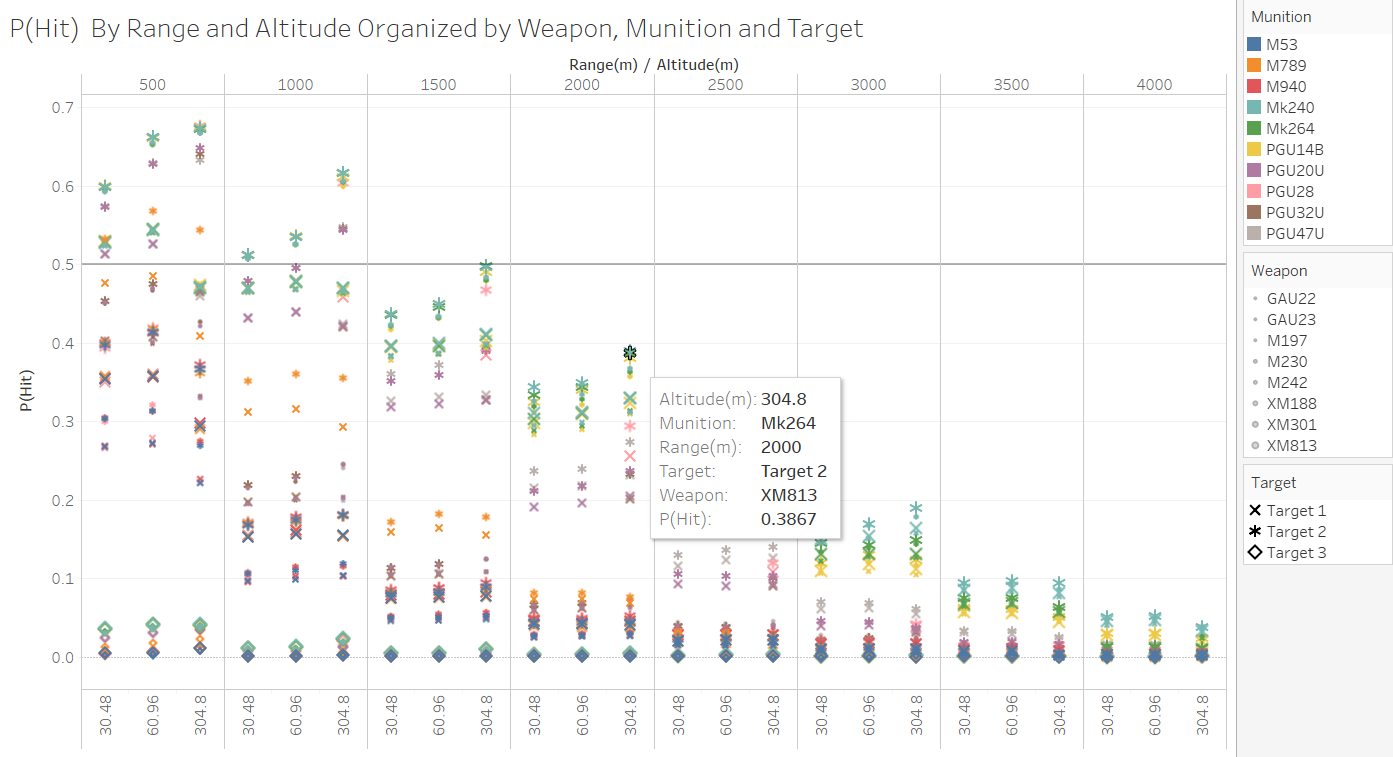 P(Hit)  By Range and Altitude Organized by Weapon, Munition and Target
Range(m) / Altitude(m)
500 1000 1500 2000 2500 3000 3500 4000
P(Hit)
0.7
0.6
0.5
0.4
0.3
0.2
0.1
0.0
30.48 60.96 304.8 30.48 60.96 304.8 30.48 60.96 304.8 30.48 60.96 304.8 30.48 60.96 304.8 30.48 60.96 304.8 30.48 60.96 304.8 30.48 60.96 304.8
Altitude(m): 304.8
Munition: Mk264
Range(m): 2000
Target: Target 2
Weapon: XM813
P(Hit): 0.3867
Munition
M53
M789
M940
Mk240
Mk264
PGU14B
PGU20U
PGU28
PGU32U
PGU47U
Weapon
GAU22
GAU23
M197
M230
M242
XM188
XM301
XM813
Target
Target 1
Target 2
Target 3